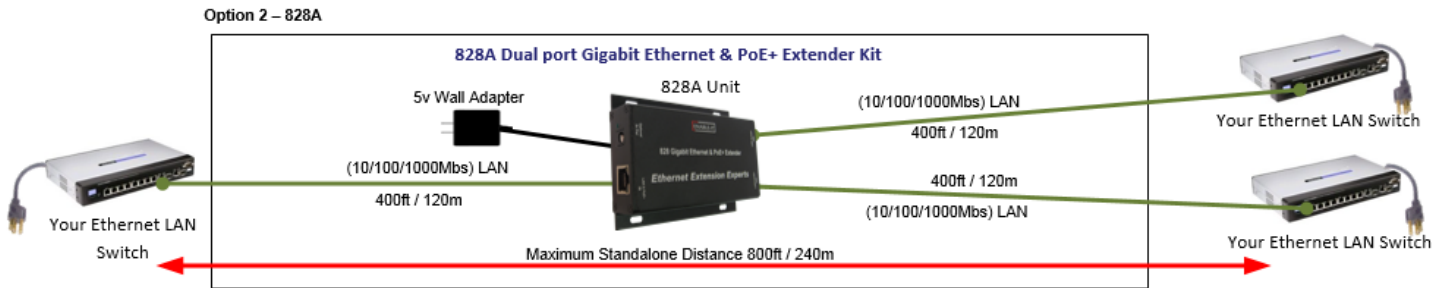 Option 2 – 828A
828A Dual port Gigabit Ethernet & PoE+ Extender Kit
5v Wall Adapter
828A Unit
(10/100/1000Mbs) LAN
400ft / 120m
Your Ethernet LAN Switch
828 Gigabit Ethernet & PoE+ Extender
Ethernet Extension Experts
(10/100/1000Mbs) LAN
400ft / 120m
Your Ethernet LAN
Switch
400ft / 120m
(10/100/1000Mbs) LAN
Your Ethernet LAN Switch
Maximum Standalone Distance 800ft / 240m